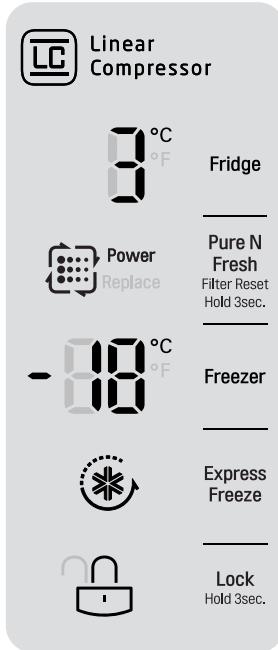 LC Linear
Compressor
3 °C
°F
Fridge
Power
Replace
Pure N
Fresh
Filter Reset
Hold 3sec.
-18 °C
°F
Freezer
Express
Freeze
Lock
Hold 3sec.